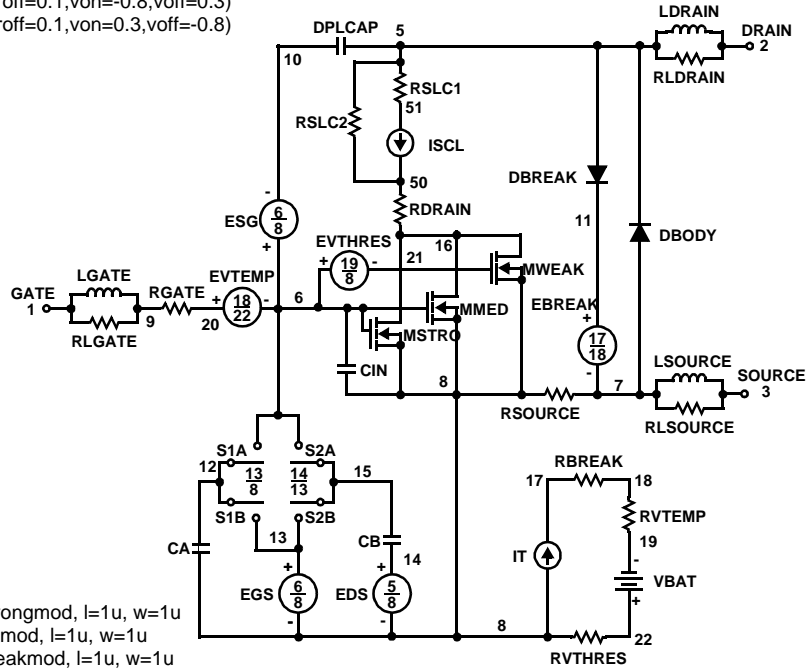 roff=0.1,von=-0.8,voff=0.3)
roff=0.1,von=0.3,voff=-0.8)
LDRAIN
DPLCAP 5 DRAIN
2
10
RLDRAIN
RSLC1
51
RSLC2
ISCL
50
DBREAK
- RDRAIN
ESG 6
8
11
+ EVTHRES 16
21
DBODY
+ 19 -
8
MWEAK
LGATE EVTEMP
GATE RGATE + 18 - 6
22
EBREAK
MMED +
1 9 20
RLGATE
MSTRO 17
18
LSOURCE
CIN - SOURCE
8 7 3
RSOURCE
RLSOURCE
S1A S2A
12 13
8
14
13
15
RBREAK
17 18
S1B S2B
RVTEMP
13 CB 19
CA 14
IT -
+ +
VBAT
EGS 6
8
EDS 5
8
+
- -
8 22
RVTHRES
rongmod, l=1u, w=1u
mod, l=1u, w=1u
eakmod, l=1u, w=1u